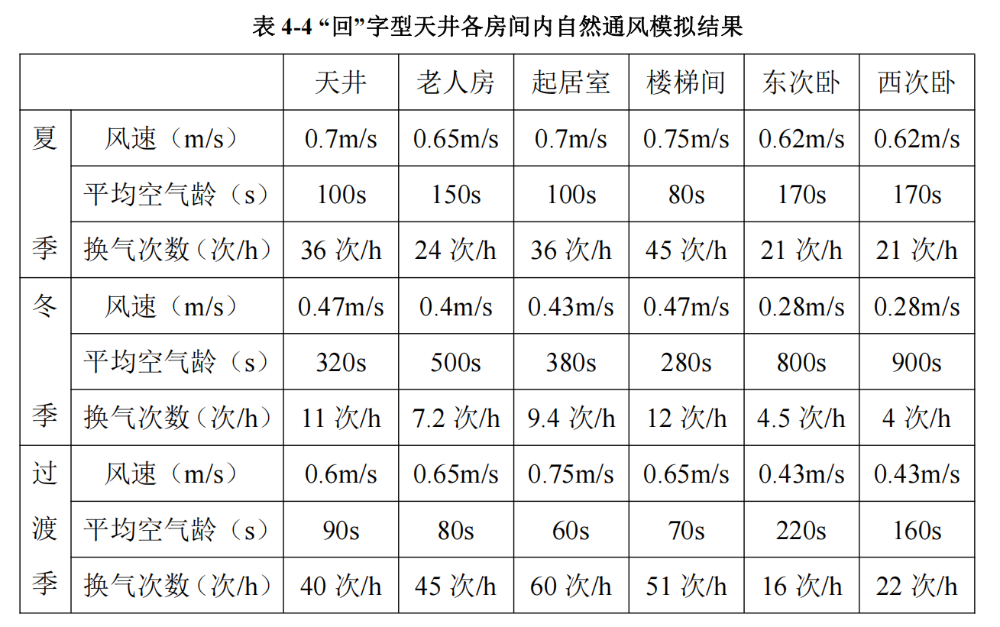 表 4-4 “回”字型天井各房间内自然通风模拟结果
天井 老人房 起居室 楼梯间 东次卧 西次卧
夏季 风速（m/s） 0.7m/s 0.65m/s 0.7m/s 0.75m/s 0.62m/s 0.62m/s
平均空气龄（s） 100s 150s 100s 80s 170s 170s
换气次数（次/h） 36 次/h 24 次/h 36 次/h 45 次/h 21 次/h 21 次/h
冬季 风速（m/s） 0.47m/s 0.4m/s 0.43m/s 0.47m/s 0.28m/s 0.28m/s
平均空气龄（s） 320s 500s 380s 280s 800s 900s
换气次数（次/h） 11 次/h 7.2 次/h 9.4 次/h 12 次/h 4.5 次/h 4 次/h
过渡季 风速（m/s） 0.6m/s 0.65m/s 0.75m/s 0.65m/s 0.43m/s 0.43m/s
平均空气龄（s） 90s 80s 60s 70s 220s 160s
换气次数（次/h） 40 次/h 45 次/h 60 次/h 51 次/h 16 次/h 22 次/h